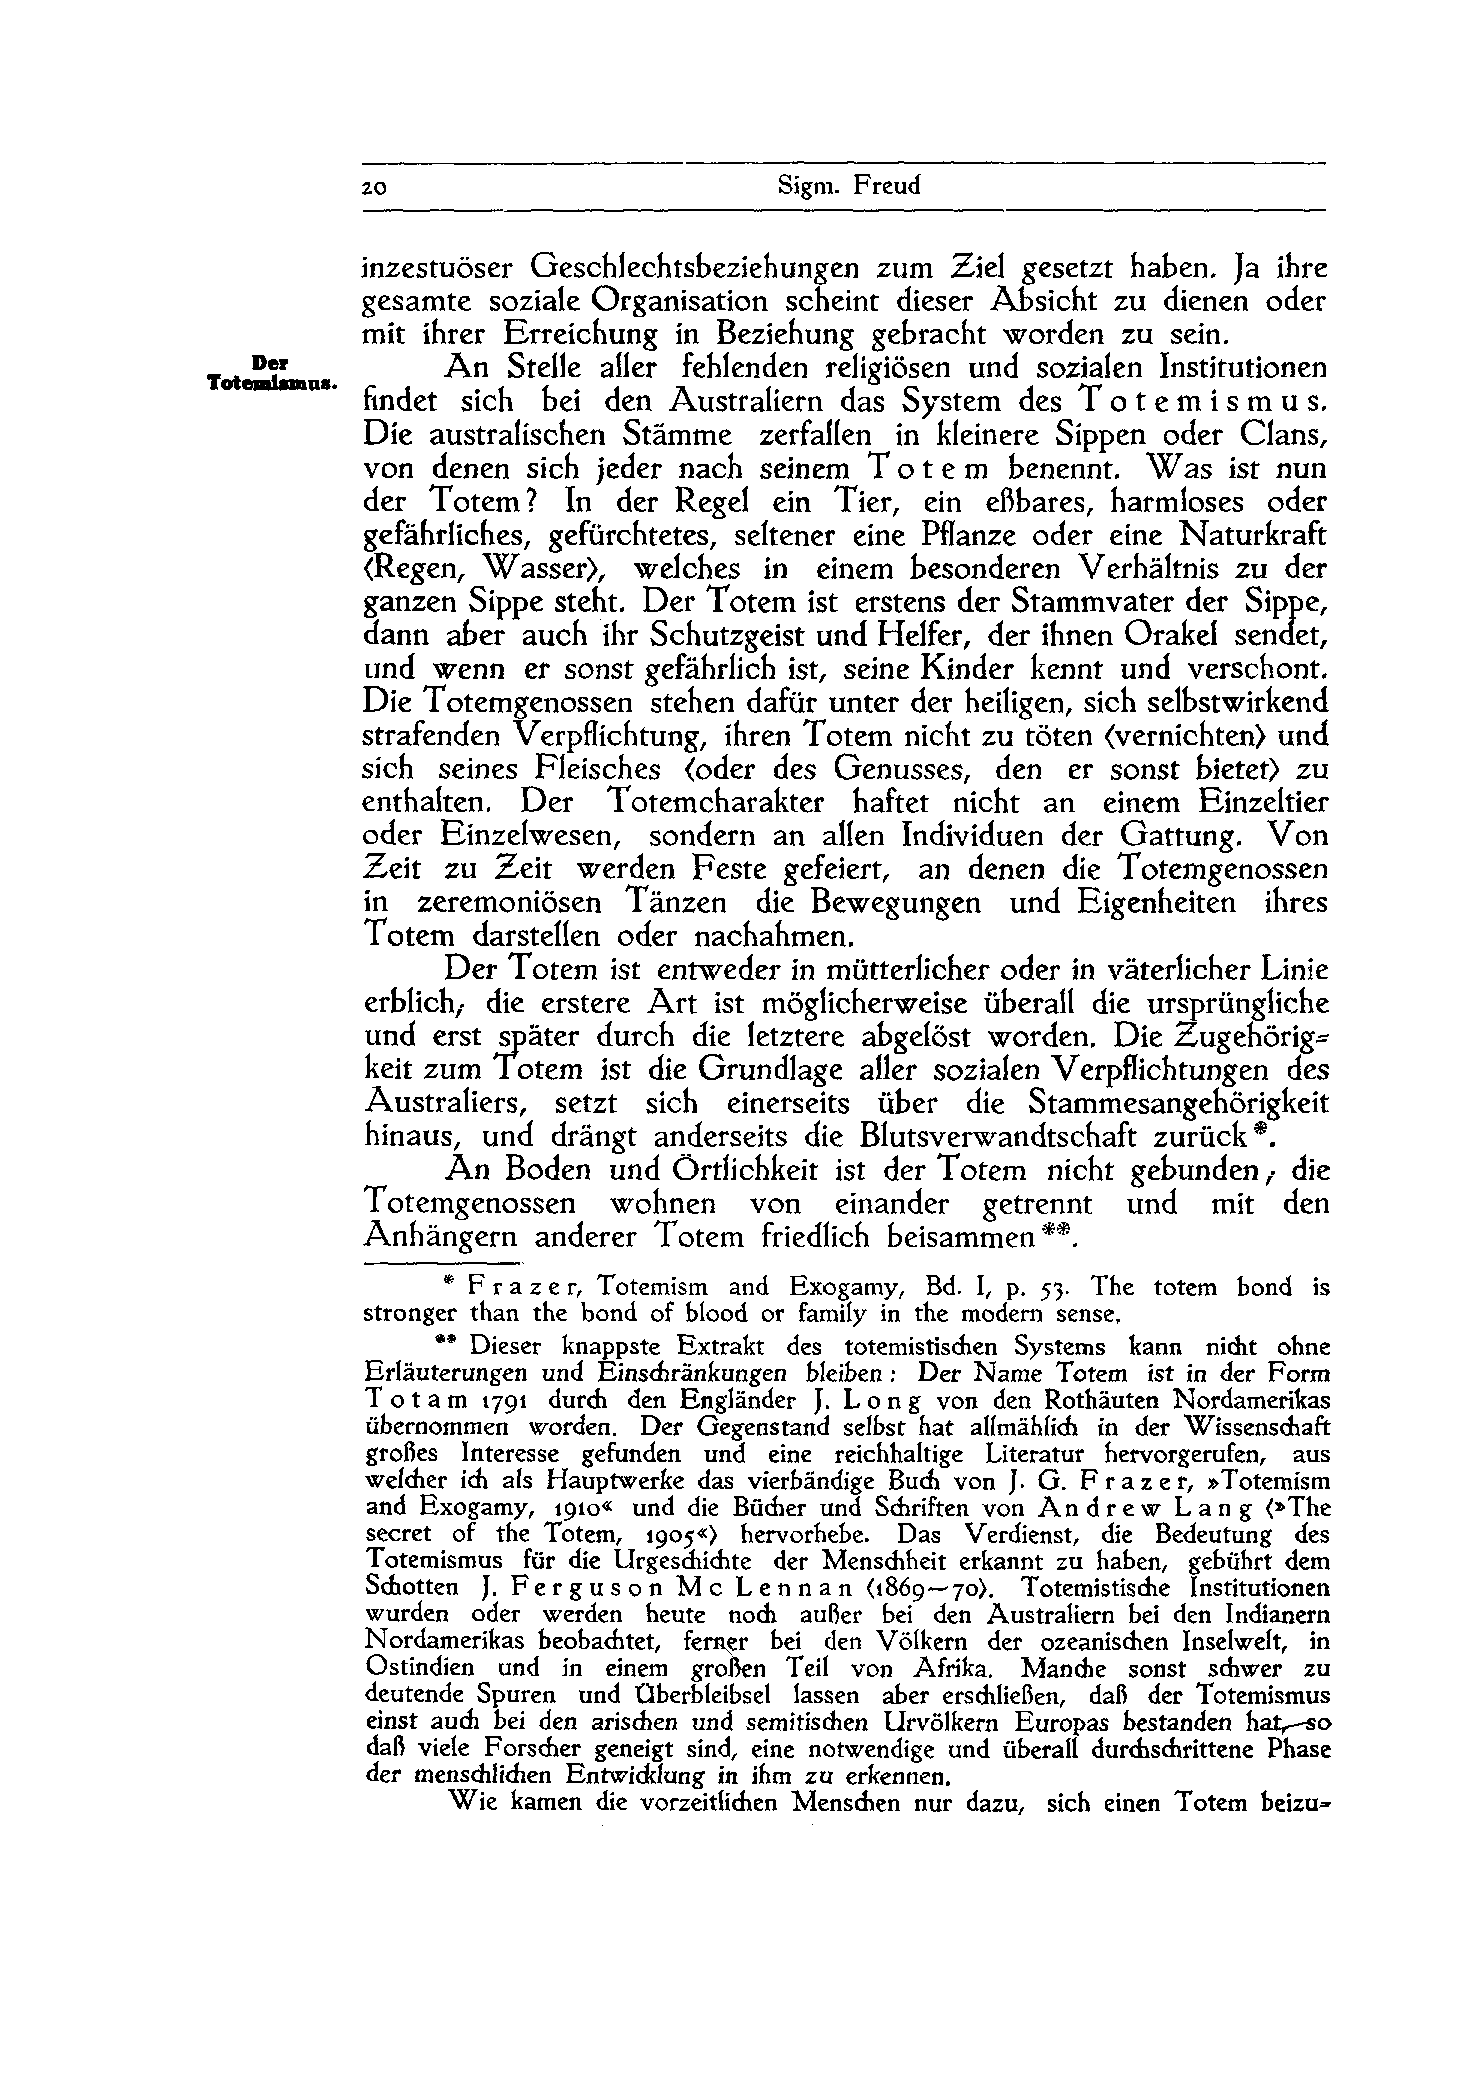 20 Sigm. Freud
inzestuöser Geschlechtsbeziehungen zum Ziel gesetzt haben. Ja ihre
gesamte soziale Organisation scheint dieser Absicht zu dienen oder
mit ihrer Erreichung in Beziehung gebracht worden zu sein.
Der
Totemismus.
An Stelle aller fehlenden religiösen und sozialen Institutionen
findet sich bei den Australiern das System des Totemismus.
Die australischen Stämme zerfallen in kleinere Sippen oder Clans,
von denen sich jeder nach seinem Totem benennt. Was ist nun
der Totem? In der Regel ein Tier, ein eßbares, harmloses oder
gefährliches, gefürchtetes, seltener eine Pflanze oder eine Naturkraft
(Regen, Wasser), welches in einem besonderen Verhältnis zu der
ganzen Sippe steht. Der Totem ist erstens der Stammvater der Sippe,
dann aber auch ihr Schutzgeist und Helfer, der ihnen Orakel sendet,
und wenn er sonst gefährlich ist, seine Kinder kennt und verschont.
Die Totemgenossen stehen dafür unter der heiligen, sich selbstwirkend
strafenden Verpflichtung, ihren Totem nicht zu töten (vernichten) und
sich seines Fleisches (oder des Genusses, den er sonst bietet) zu
enthalten. Der Totemcharakter haftet nicht an einem Einzeltier
oder Einzelwesen, sondern an allen Individuen der Gattung. Von
Zeit zu Zeit werden Feste gefeiert, an denen die Totemgenossen
in zeremoniösen Tänzen die Bewegungen und Eigenheiten ihres
Totem darstellen oder nachahmen.
Der Totem ist entweder in mütterlicher oder in väterlicher Linie
erblich; die erstere Art ist möglicherweise überall die ursprüngliche
und erst später durch die letztere abgelöst worden. Die Zugehörig-
keit zum Totem ist die Grundlage aller sozialen Verpflichtungen des
Australiers, setzt sich einerseits über die Stammesangehörigkeit
hinaus, und drängt anderseits die Blutsverwandtschaft zurück*.
An Boden und Örtlichkeit ist der Totem nicht gebunden; die
Totemgenossen wohnen von einander getrennt und mit den
Anhängern anderer Totem friedlich beisammen**.
* Frazer, Totemism and Exogamy, Bd. I, p. 53. The totem bond is
stronger than the bond of blood or family in the modern sense.
** Dieser knappste Extrakt des totemistischen Systems kann nicht ohne
Erläuterungen und Einschränkungen bleiben: Der Name Totem ist in der Form
Totam 1791 durch den Engländer J. Long von den Rothäuten Nordamerikas
übernommen worden. Der Gegenstand selbst hat allmählich in der Wissenschaft
großes Interesse gefunden und eine reichhaltige Literatur hervorgerufen, aus
welcher ich als Hauptwerke das vierbändige Buch von J. G. Frazer, »Totemism
and Exogamy, 1910« und die Bücher und Schriften von Andrew Lang (»The
secret of the Totem, 1905«) hervorhebe. Das Verdienst, die Bedeutung des
Totemismus für die Urgeschichte der Menschheit erkannt zu haben, gebührt dem
Schotten J. Ferguson Mc Lennan (1869—70). Totemistische Institutionen
wurden oder werden heute noch außer bei den Australiern bei den Indianern
Nordamerikas beobachtet, ferner bei den Völkern der ozeanischen Inselwelt, in
Ostindien und in einem großen Teil von Afrika. Manche sonst schwer zu
deutende Spuren und Überbleibsel lassen aber erschließen, daß der Totemismus
einst auch bei den arischen und semitischen Urvölkern Europas bestanden hat, so
daß viele Forscher geneigt sind, eine notwendige und überall durchschrittene Phase
der menschlichen Entwicklung in ihm zu erkennen.
Wie kamen die vorzeitlichen Menschen nur dazu, sich einen Totem beizu-